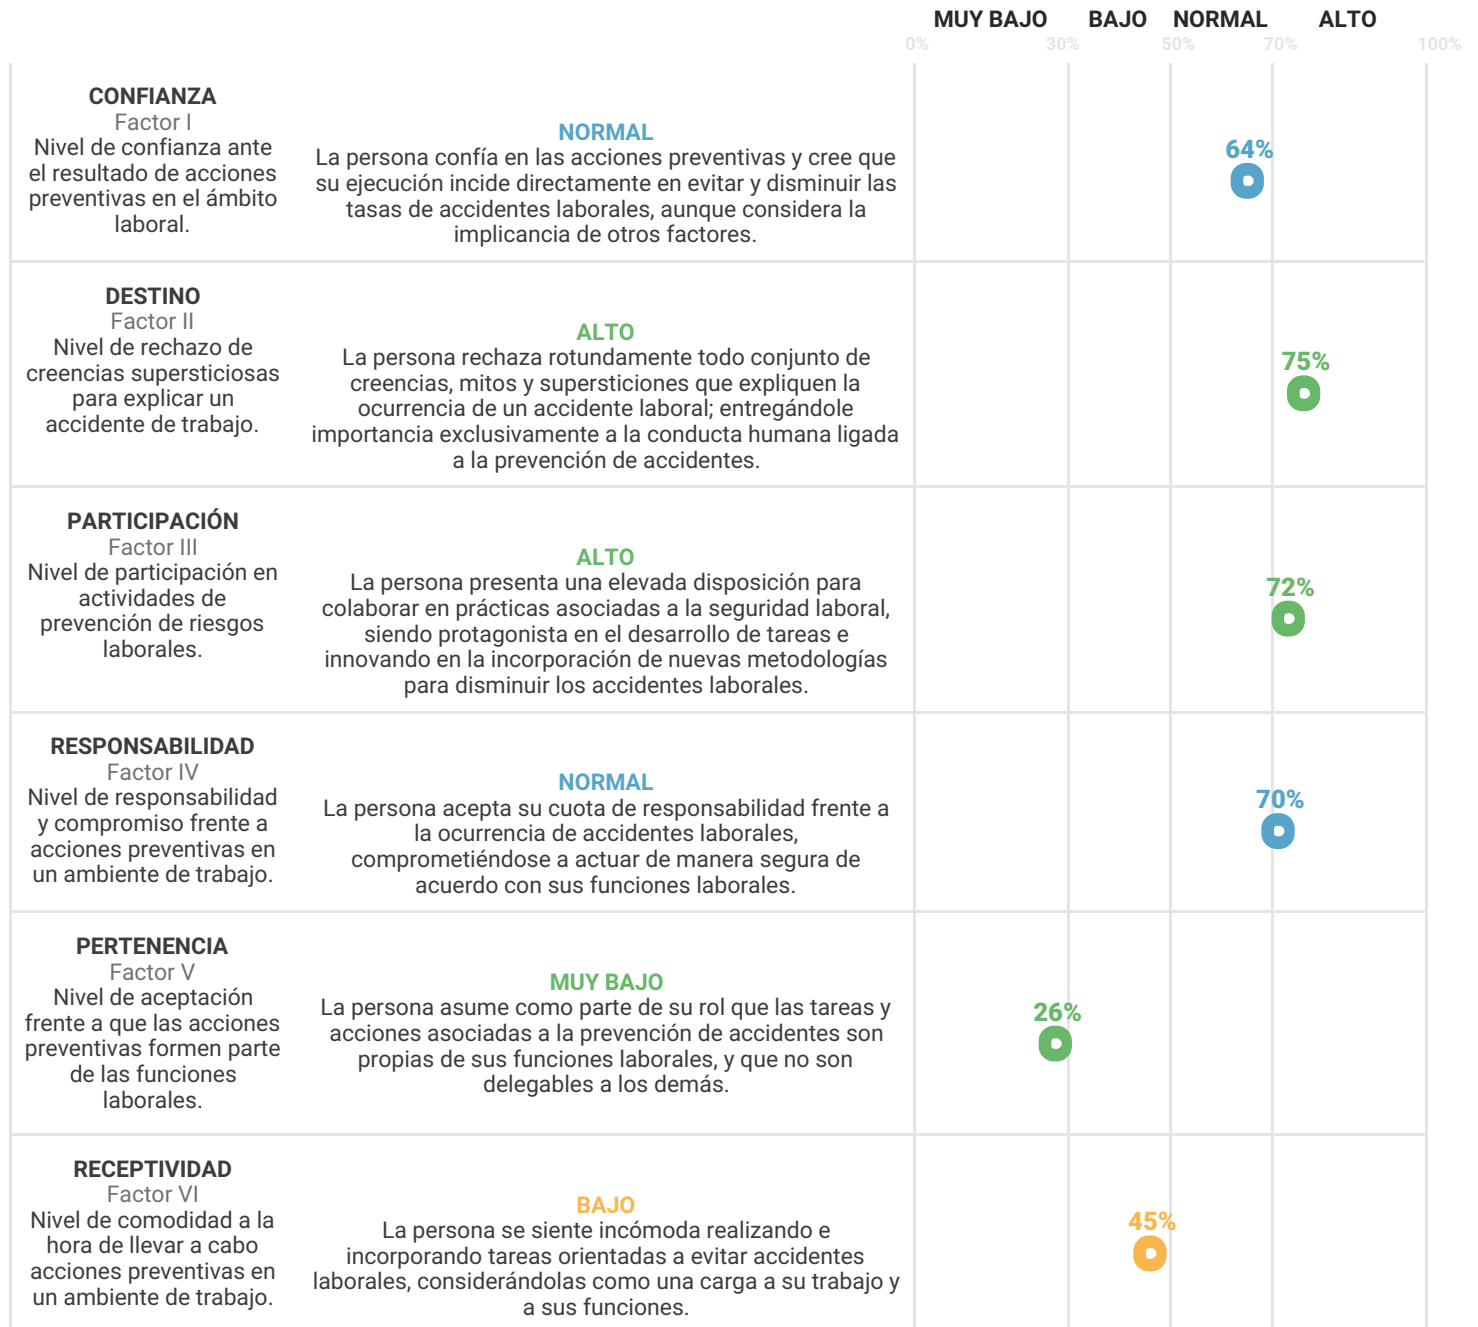 MUY BAJO BAJO NORMAL ALTO
0% 30% 50% 70% 100%
CONFIANZA
Factor I
Nivel de confianza ante
el resultado de acciones
preventivas en el ámbito
laboral.
NORMAL
La persona confía en las acciones preventivas y cree que
su ejecución incide directamente en evitar y disminuir las
tasas de accidentes laborales, aunque considera la
implicancia de otros factores.
64%
DESTINO
Factor II
Nivel de rechazo de
creencias supersticiosas
para explicar un
accidente de trabajo.
ALTO
La persona rechaza rotundamente todo conjunto de
creencias, mitos y supersticiones que expliquen la
ocurrencia de un accidente laboral; entregándole
importancia exclusivamente a la conducta humana ligada
a la prevención de accidentes.
75%
PARTICIPACIÓN
Factor III
Nivel de participación en
actividades de
prevención de riesgos
laborales.
ALTO
La persona presenta una elevada disposición para
colaborar en prácticas asociadas a la seguridad laboral,
siendo protagonista en el desarrollo de tareas e
innovando en la incorporación de nuevas metodologías
para disminuir los accidentes laborales.
72%
RESPONSABILIDAD
Factor IV
Nivel de responsabilidad
y compromiso frente a
acciones preventivas en
un ambiente de trabajo.
NORMAL
La persona acepta su cuota de responsabilidad frente a
la ocurrencia de accidentes laborales,
comprometiéndose a actuar de manera segura de
acuerdo con sus funciones laborales.
70%
PERTENENCIA
Factor V
Nivel de aceptación
frente a que las acciones
preventivas formen parte
de las funciones
laborales.
MUY BAJO
La persona asume como parte de su rol que las tareas y
acciones asociadas a la prevención de accidentes son
propias de sus funciones laborales, y que no son
delegables a los demás.
26%
RECEPTIVIDAD
Factor VI
Nivel de comodidad a la
hora de llevar a cabo
acciones preventivas en
un ambiente de trabajo.
BAJO
La persona se siente incómoda realizando e
incorporando tareas orientadas a evitar accidentes
laborales, considerándolas como una carga a su trabajo y
a sus funciones.
45%